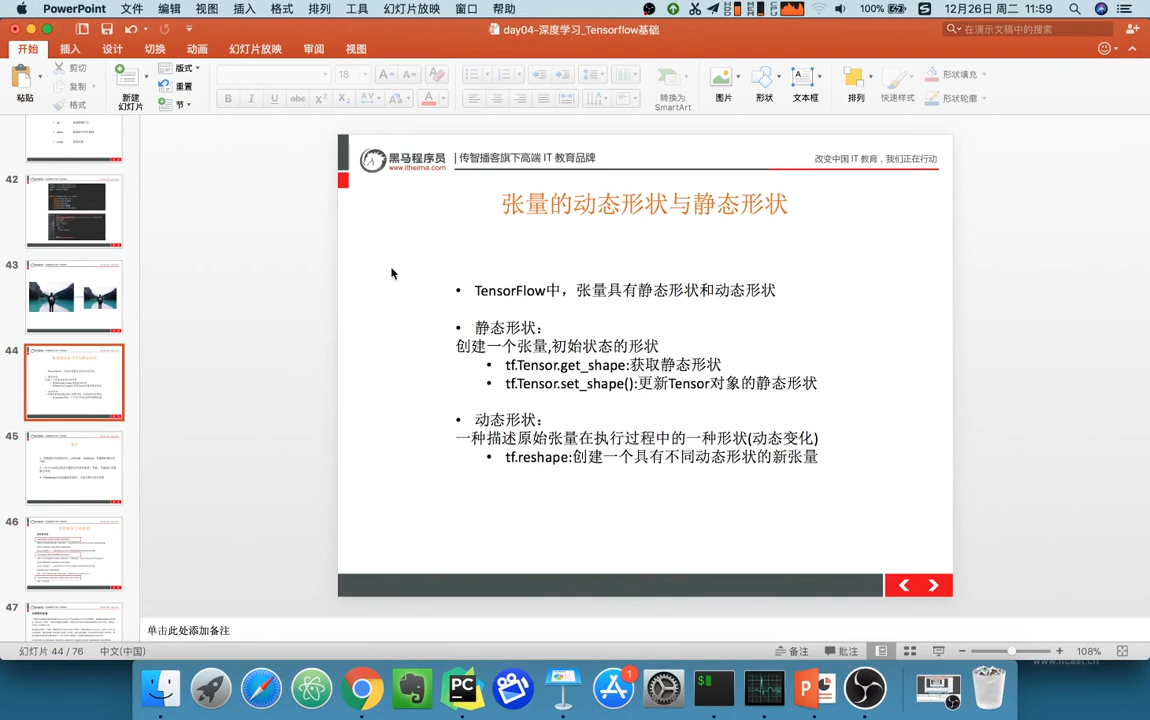 PowerPoint 文件 编辑 视图 插入 格式 排列 工具 幻灯片放映 窗口 帮助 100% 12月26日 周二 11:59
day04-深度学习_Tensorflow基础
在演示文稿中的搜索
开始 插入 设计 切换 动画 幻灯片放映 审阅 视图
粘贴
剪切
复制
格式
新建
幻灯片
版式
重置
节
18
B I U abc X² X₂ AV Aa A
转换为
SmartArt
图片 形状 文本框 排列 快速样式
形状填充
形状轮廓
42
43
44
45
46
47
黑马程序员
www.itheima.com
传智播客旗下高端 IT 教育品牌
改变中国 IT 教育，我们正在行动
张量的动态形状与静态形状
• TensorFlow中，张量具有静态形状和动态形状
• 静态形状：
创建一个张量,初始状态的形状
• tf.Tensor.get_shape:获取静态形状
• tf.Tensor.set_shape():更新Tensor对象的静态形状
• 动态形状：
一种描述原始张量在执行过程中的一种形状(动态变化)
• tf.reshape:创建一个具有不同动态形状的新张量
单击此处添加备注
幻灯片 44 / 76 中文(中国) 备注 批注 108%
www.itcast.cn
PC
1
$
P